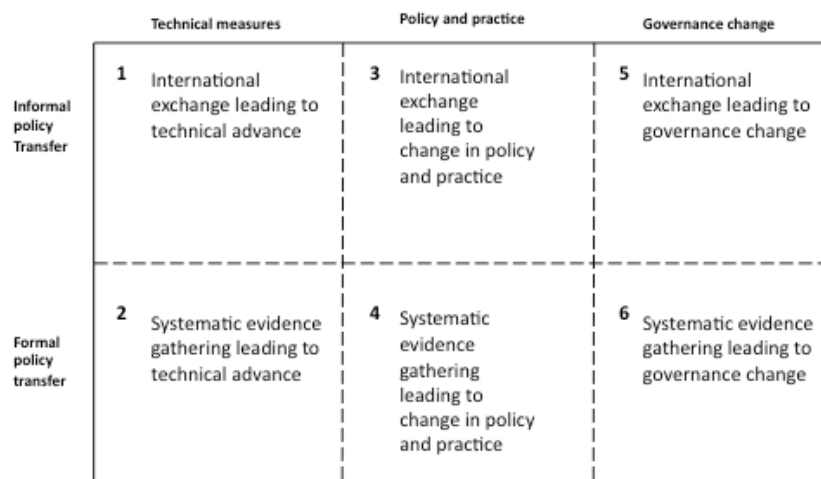 Technical measures
Policy and practice
Governance change
Informal
policy
Transfer
1
International
exchange leading to
technical advance
3
International
exchange
leading to
change in policy
and practice
5
International
exchange leading to
governance change
Formal
policy
transfer
2
Systematic evidence
gathering leading to
technical advance
4
Systematic
evidence
gathering
leading to
change in policy
and practice
6
Systematic evidence
gathering leading to
governance change